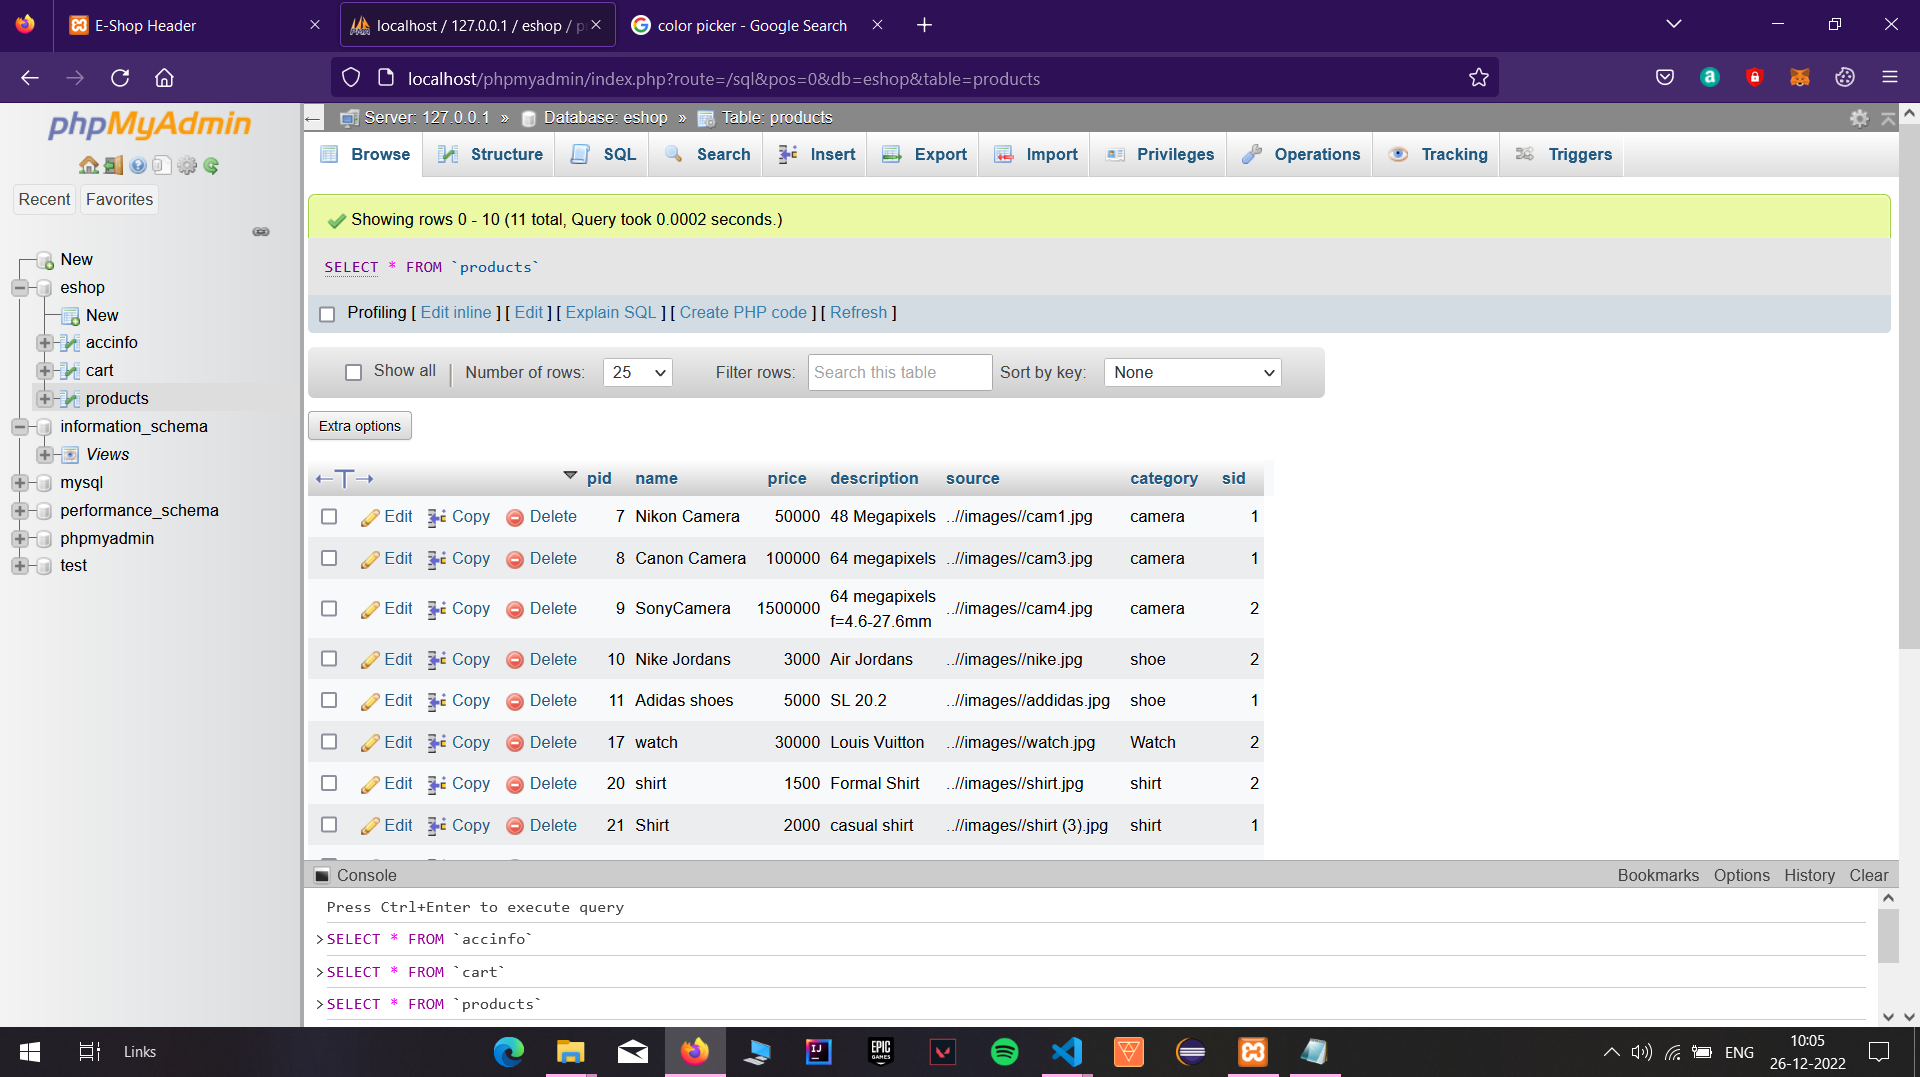 E-Shop Header
localhost / 127.0.0.1 / eshop / p
color picker - Google Search
localhost/phpmyadmin/index.php?route=/sql&pos=0&db=eshop&table=products
phpMyAdmin
Recent
Favorites
New
eshop
New
accinfo
cart
products
information_schema
Views
mysql
performance_schema
phpmyadmin
test
Server: 127.0.0.1 » Database: eshop » Table: products
Browse Structure SQL Search Insert Export Import Privileges Operations Tracking Triggers
Showing rows 0 - 10 (11 total, Query took 0.0002 seconds.)
SELECT * FROM `products`
Profiling [ Edit inline ] [ Edit ] [ Explain SQL ] [ Create PHP code ] [ Refresh ]
Show all | Number of rows: 25 Filter rows: Search this table Sort by key: None
Extra options
pid name price description source category sid
Edit Copy Delete 7 Nikon Camera 50000 48 Megapixels ..//images//cam1.jpg camera 1
Edit Copy Delete 8 Canon Camera 100000 64 megapixels ..//images//cam3.jpg camera 1
Edit Copy Delete 9 SonyCamera 1500000 64 megapixels f=4.6-27.6mm ..//images//cam4.jpg camera 2
Edit Copy Delete 10 Nike Jordans 3000 Air Jordans ..//images//nike.jpg shoe 2
Edit Copy Delete 11 Adidas shoes 5000 SL 20.2 ..//images//addidas.jpg shoe 1
Edit Copy Delete 17 watch 30000 Louis Vuitton ..//images//watch.jpg Watch 2
Edit Copy Delete 20 shirt 1500 Formal Shirt ..//images//shirt.jpg shirt 2
Edit Copy Delete 21 Shirt 2000 casual shirt ..//images//shirt (3).jpg shirt 1
Console Bookmarks Options History Clear
Press Ctrl+Enter to execute query
>SELECT * FROM `accinfo`
>SELECT * FROM `cart`
>SELECT * FROM `products`
Links
EPIC GAMES
ENG
10:05
26-12-2022